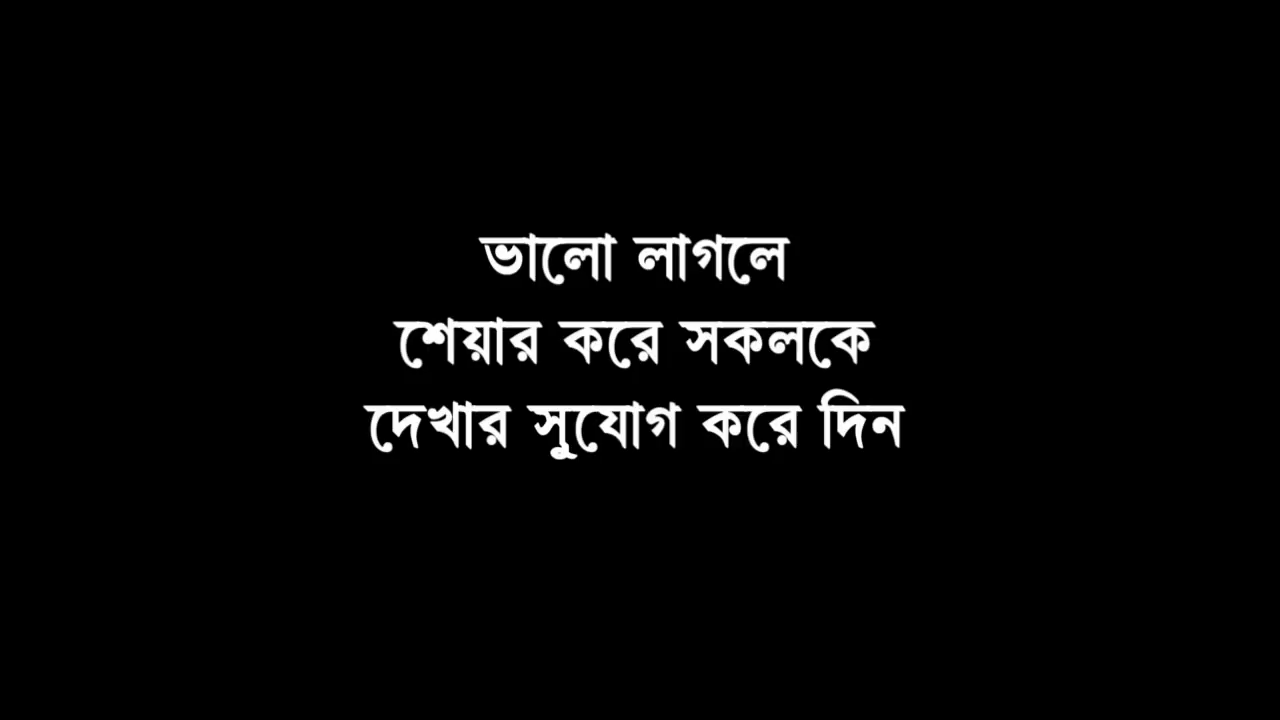 ভালো লাগলে
শেয়ার করে সকলকে
দেখার সুযোগ করে দিন